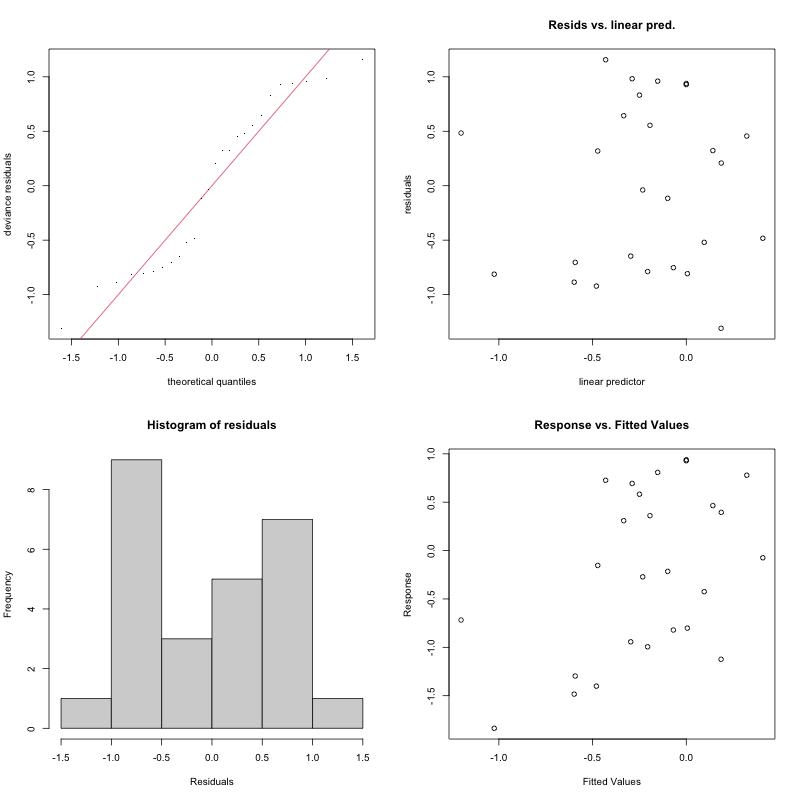 deviance residuals
1.0
0.5
0.0
-0.5
-1.0
-1.5 -1.0 -0.5 0.0 0.5 1.0 1.5
theoretical quantiles
Resids vs. linear pred.
residuals
1.0
0.5
0.0
-0.5
-1.0
-1.0 -0.5 0.0
linear predictor
Histogram of residuals
Frequency
8
6
4
2
0
-1.5 -1.0 -0.5 0.0 0.5 1.0 1.5
Residuals
Response vs. Fitted Values
Response
1.0
0.5
0.0
-0.5
-1.0
-1.5
-1.0 -0.5 0.0
Fitted Values